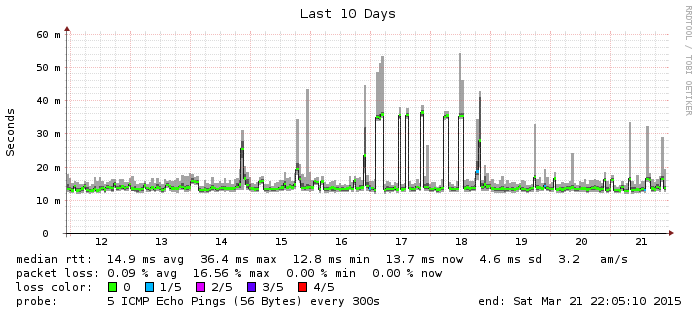 Last 10 Days
RRDTOOL / TOBI OETIKER
Seconds
60 m
50 m
40 m
30 m
20 m
10 m
0
12 13 14 15 16 17 18 19 20 21
median rtt: 14.9 ms avg 36.4 ms max 12.8 ms min 13.7 ms now 4.6 ms sd 3.2 am/s
packet loss: 0.09 % avg 16.56 % max 0.00 % min 0.00 % now
loss color: 0 1/5 2/5 3/5 4/5
probe: 5 ICMP Echo Pings (56 Bytes) every 300s end: Sat Mar 21 22:05:10 2015